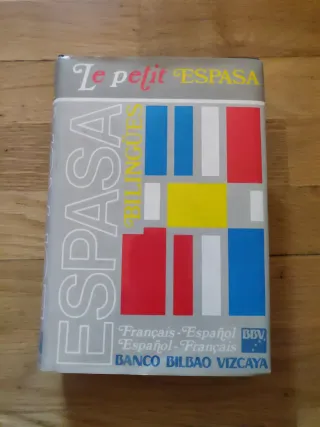 Le petit ESPASA
ESPASA
BILINGÜES
Français-Español
Español-Français
BBV
BANCO BILBAO VIZCAYA